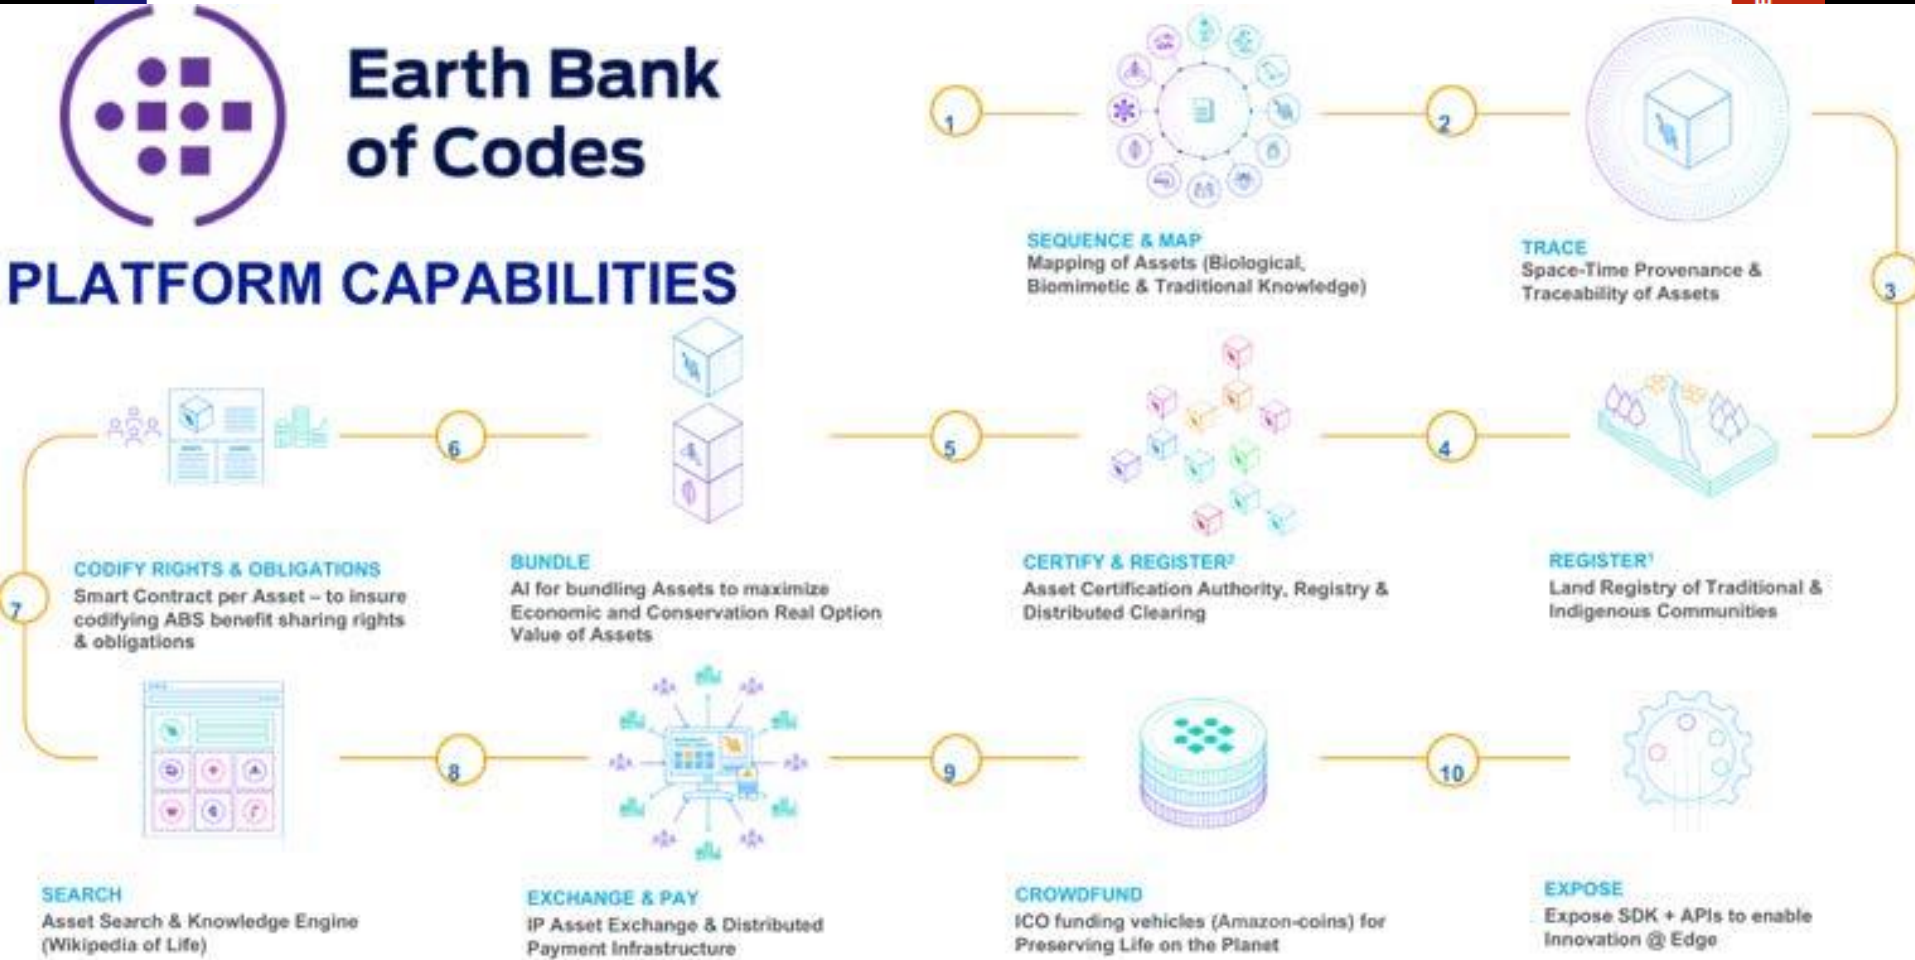 Earth Bank
of Codes
PLATFORM CAPABILITIES
1
SEQUENCE & MAP
Mapping of Assets (Biological,
Biomimetic & Traditional Knowledge)
2
TRACE
Space-Time Provenance &
Traceability of Assets
3
REGISTER¹
Land Registry of Traditional &
Indigenous Communities
4
CERTIFY & REGISTER²
Asset Certification Authority, Registry &
Distributed Clearing
5
BUNDLE
AI for bundling Assets to maximize
Economic and Conservation Real Option
Value of Assets
6
CODIFY RIGHTS & OBLIGATIONS
Smart Contract per Asset – to insure
codifying ABS benefit sharing rights
& obligations
7
SEARCH
Asset Search & Knowledge Engine
(Wikipedia of Life)
8
EXCHANGE & PAY
IP Asset Exchange & Distributed
Payment Infrastructure
9
CROWDFUND
ICO funding vehicles (Amazon-coins) for
Preserving Life on the Planet
10
EXPOSE
Expose SDK + APIs to enable
Innovation @ Edge